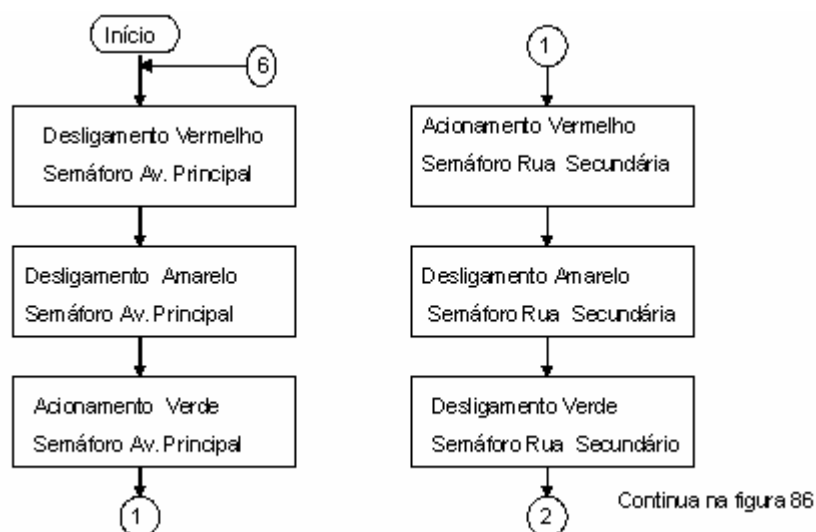 Início
6
Desligamento Vermelho
Semáforo Av. Principal
Desligamento Amarelo
Semáforo Av. Principal
Acionamento Verde
Semáforo Av. Principal
1
1
Acionamento Vermelho
Semáforo Rua Secundária
Desligamento Amarelo
Semáforo Rua Secundária
Desligamento Verde
Semáforo Rua Secundário
2
Continua na figura 86